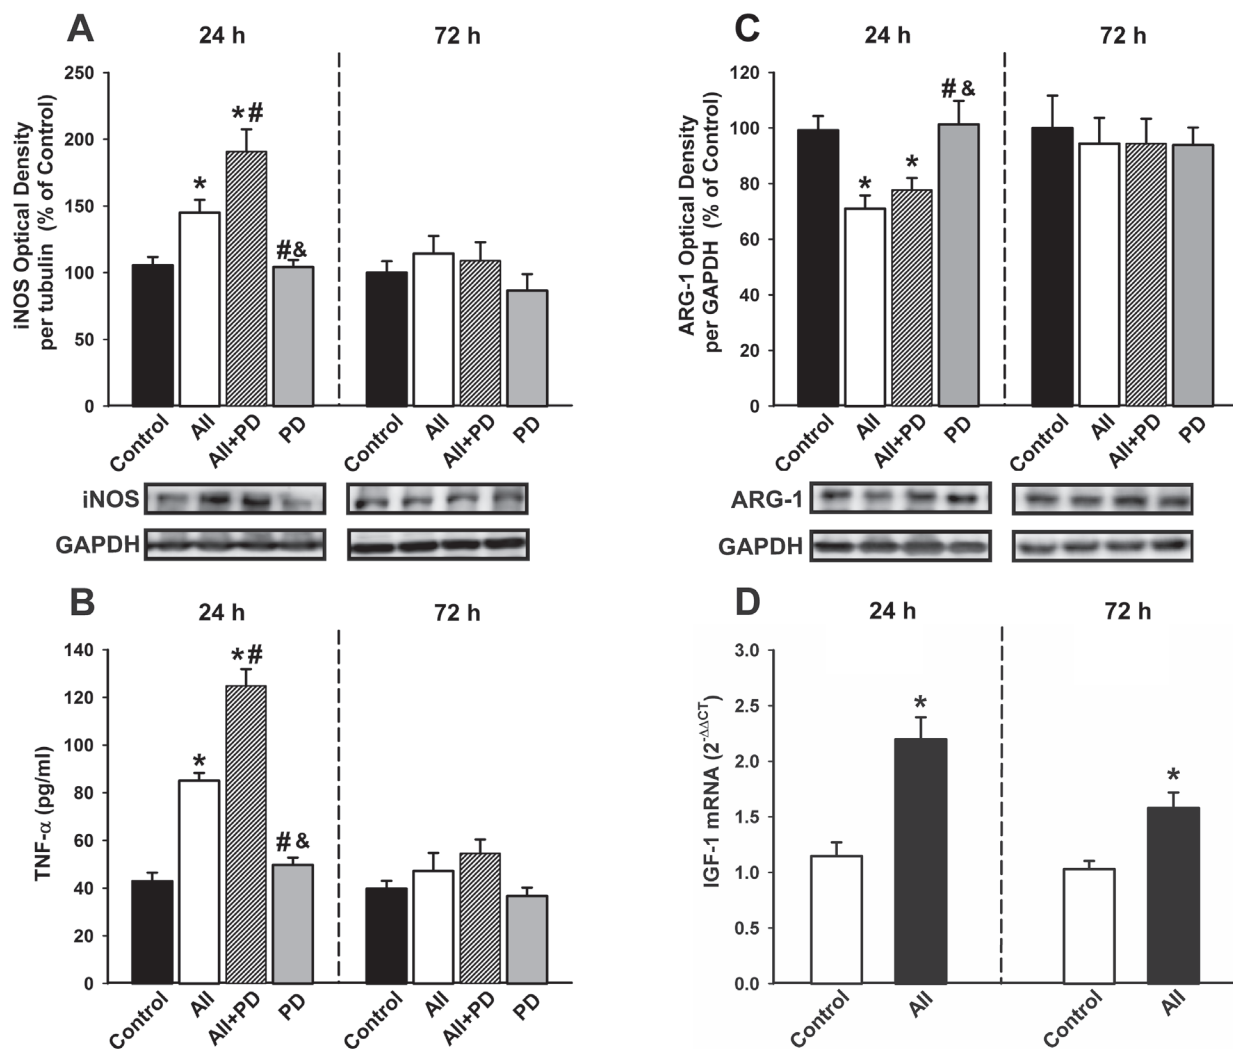 A
24 h
72 h
iNOS Optical Density
per tubulin (% of Control)
250
200
150
100
50
0
*
*#
#&
Control
AII
AII+PD
PD
Control
AII
AII+PD
PD
iNOS
GAPDH
B
24 h
72 h
TNF-α (pg/ml)
140
120
100
80
60
40
20
0
*
*#
#&
Control
AII
AII+PD
PD
Control
AII
AII+PD
PD
C
24 h
72 h
ARG-1 Optical Density
per GAPDH (% of Control)
120
100
80
60
40
20
0
*
*
#&
Control
AII
AII+PD
PD
Control
AII
AII+PD
PD
ARG-1
GAPDH
D
24 h
72 h
IGF-1 mRNA (2^-ΔΔCT)
3.0
2.5
2.0
1.5
1.0
0.5
0.0
*
*
Control
AII
Control
AII